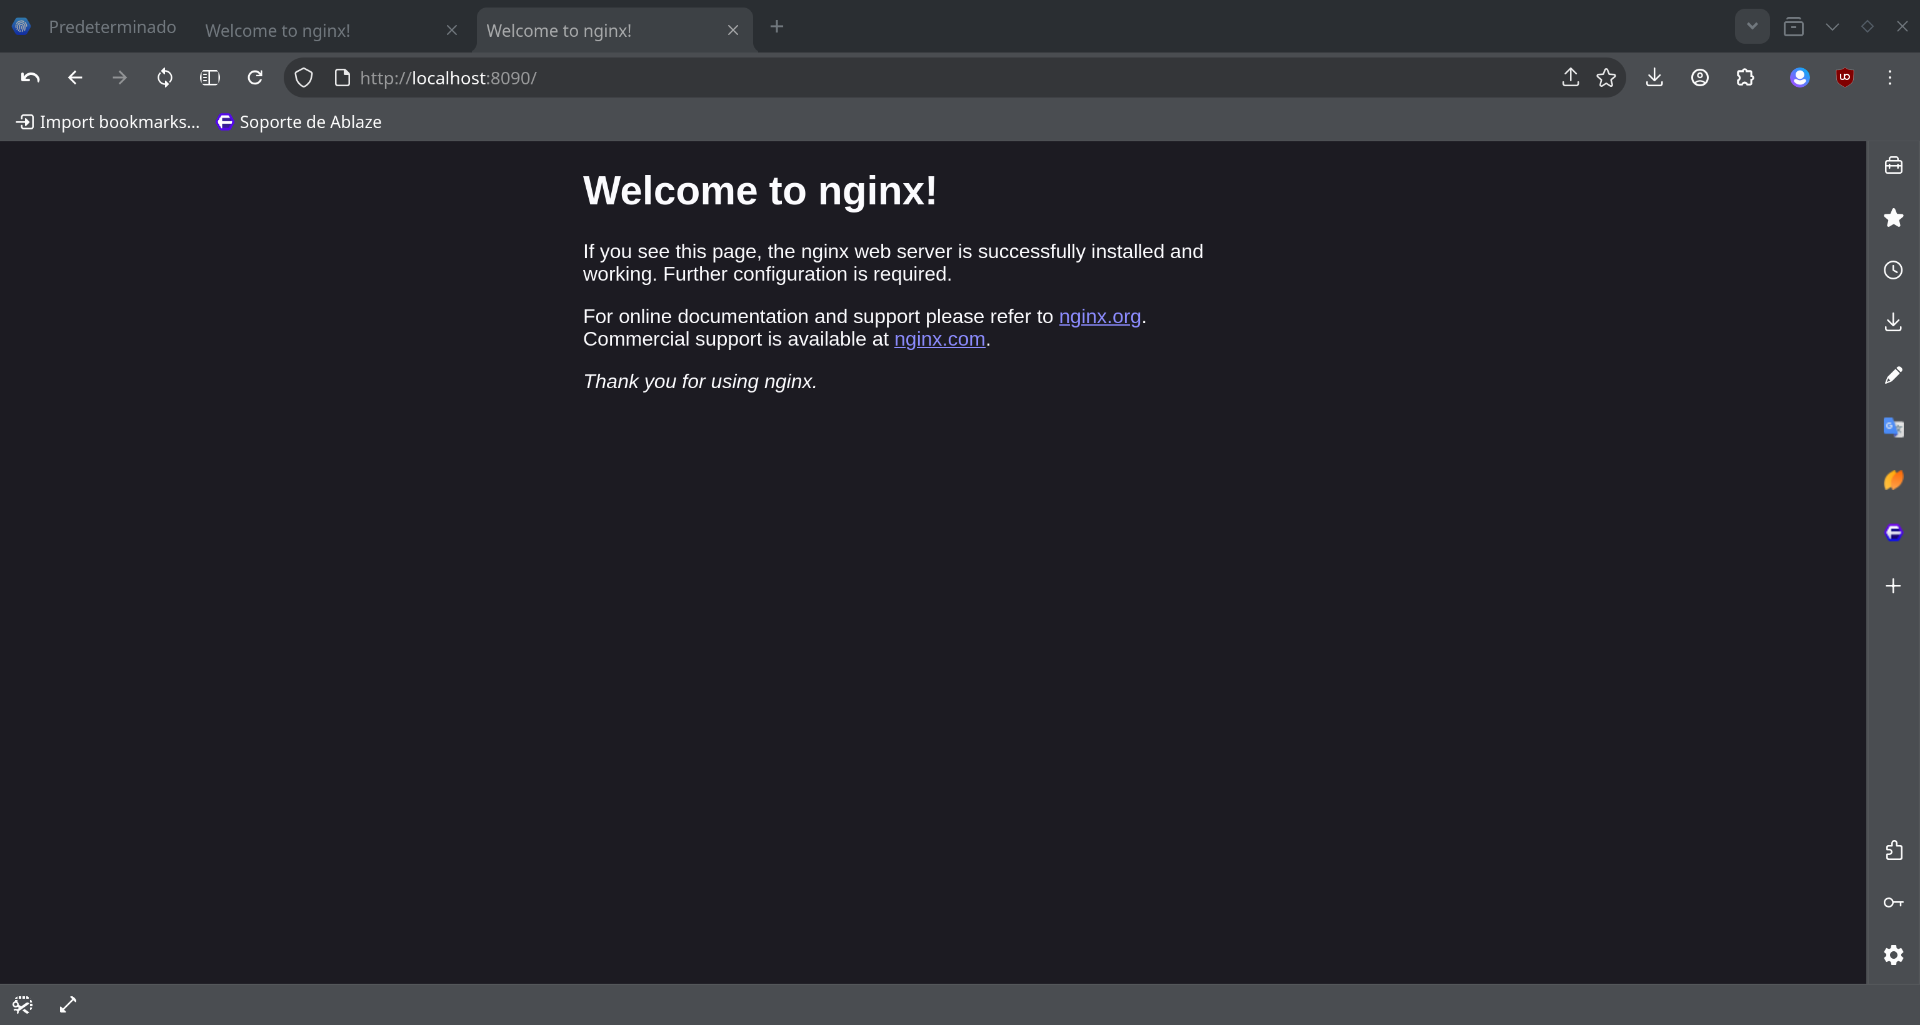 Predeterminado
Welcome to nginx!
Welcome to nginx!
http://localhost:8090/
Import bookmarks...
Soporte de Ablaze
Welcome to nginx!
If you see this page, the nginx web server is successfully installed and
working. Further configuration is required.
For online documentation and support please refer to nginx.org.
Commercial support is available at nginx.com.
Thank you for using nginx.